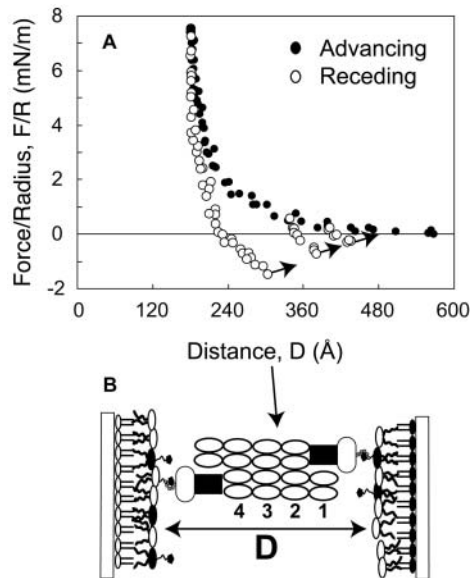 A
Advancing
Receding
Force/Radius, F/R (mN/m)
8
6
4
2
0
-2
0 120 240 360 480 600
Distance, D (Å)
B
4 3 2 1
D